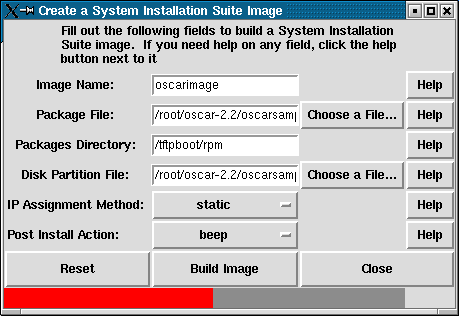 Create a System Installation Suite Image
Fill out the following fields to build a System Installation
Suite image. If you need help on any field, click the help
button next to it
Image Name: oscarimage Help
Package File: /root/oscar-2.2/oscarsamp Choose a File... Help
Packages Directory: /tftpboot/rpm Help
Disk Partition File: /root/oscar-2.2/oscarsamp Choose a File... Help
IP Assignment Method: static Help
Post Install Action: beep Help
Reset Build Image Close